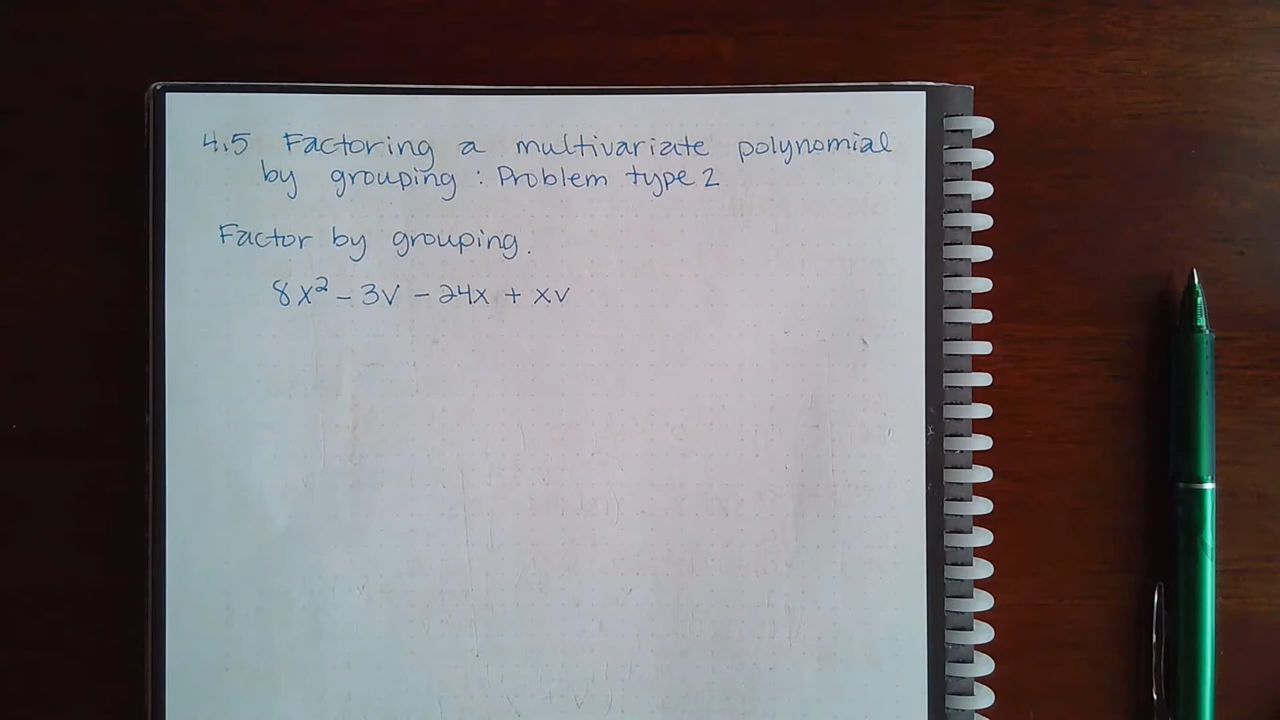 4.5 Factoring a multivariate polynomial
by grouping : Problem type 2
Factor by grouping.
8x² - 3v - 24x + xv